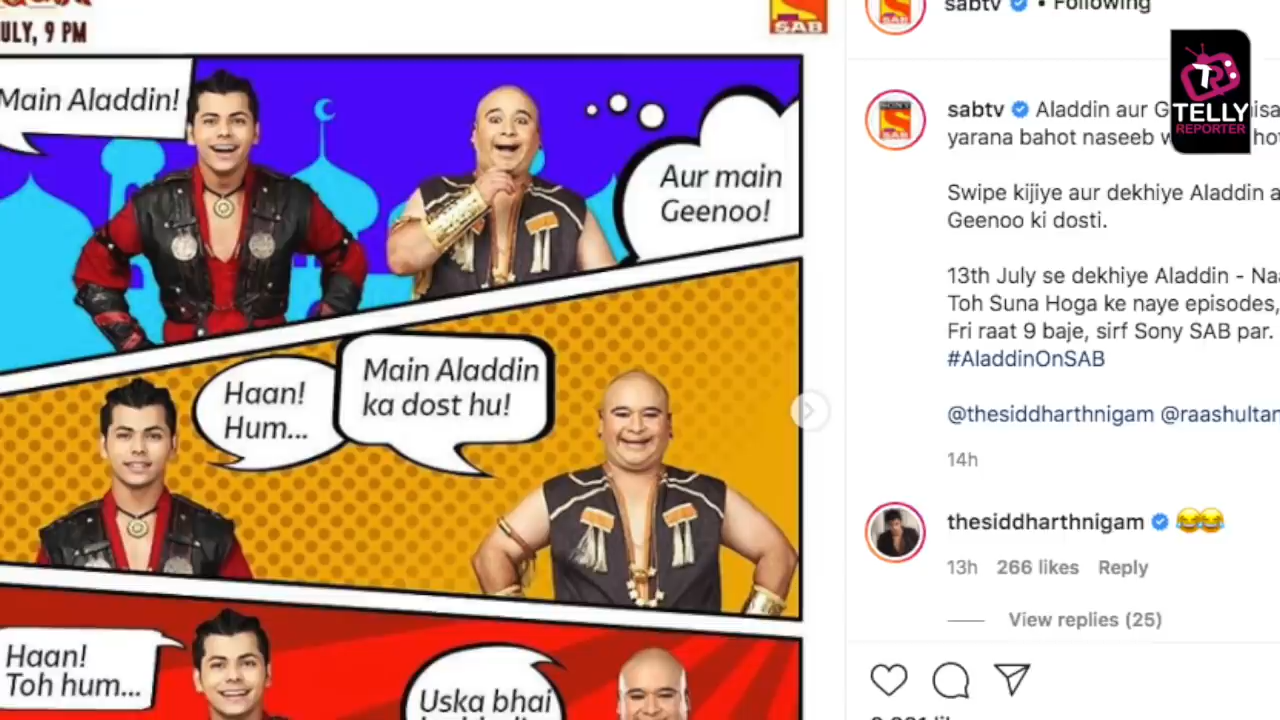 JULY, 9 PM
SAB
Main Aladdin!
Aur main
Geenoo!
Haan!
Hum...
Main Aladdin
ka dost hu!
Haan!
Toh hum...
Uska bhai
sabtv • Following
TELLY
REPORTER
SONY
SAB
sabtv Aladdin aur
yarana bahot naseeb
Swipe kijiye aur dekhiye Aladdin
Geenoo ki dosti.
13th July se dekhiye Aladdin -
Toh Suna Hoga ke naye episodes,
Fri raat 9 baje, sirf Sony SAB par.
#AladdinOnSAB
@thesiddharthnigam @raashultan
14h
thesiddharthnigam 😂😂
13h 266 likes Reply
View replies (25)